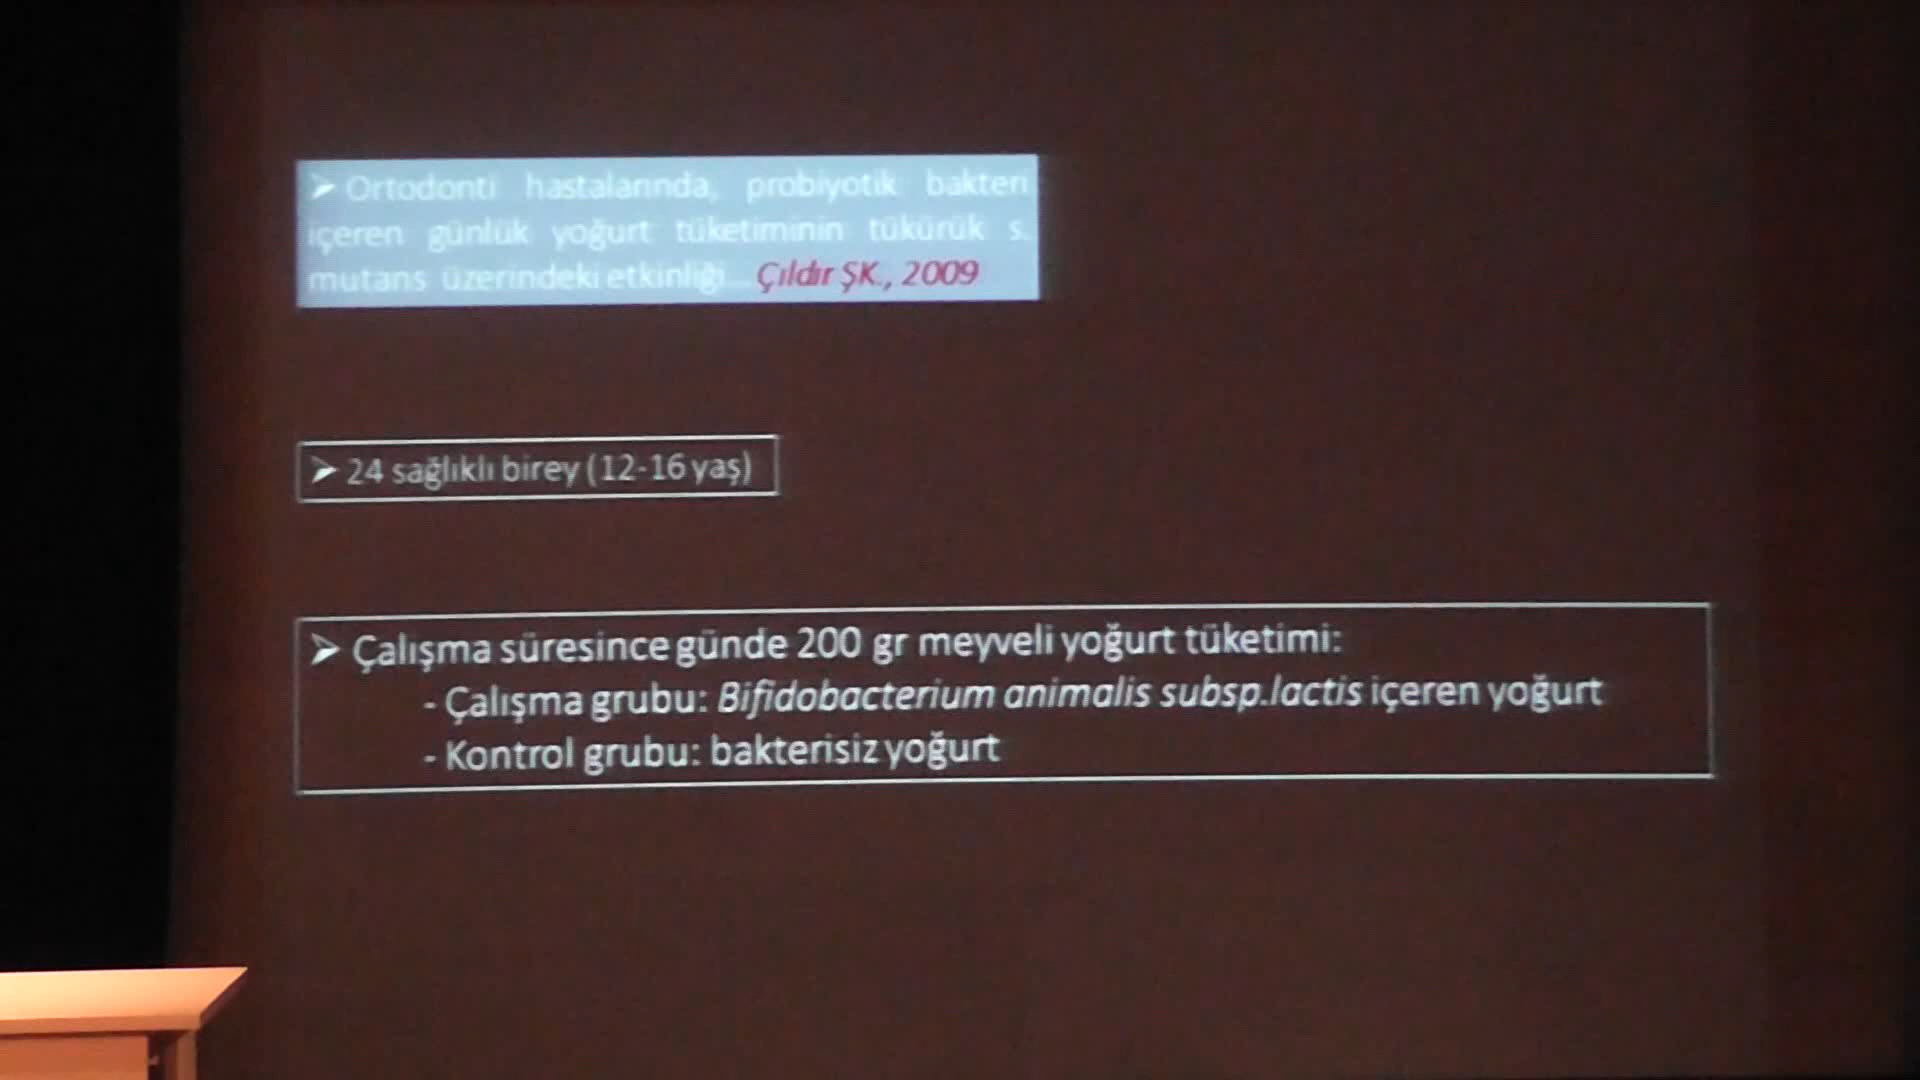 ➢ Ortodonti hastalarında, probiyotik bakteri
içeren günlük yoğurt tüketiminin tükürük s.
mutans üzerindeki etkinliği... Çıldır ŞK., 2009
➢ 24 sağlıklı birey (12-16 yaş)
➢ Çalışma süresince günde 200 gr meyveli yoğurt tüketimi:
- Çalışma grubu: Bifidobacterium animalis subsp.lactis içeren yoğurt
- Kontrol grubu: bakterisiz yoğurt